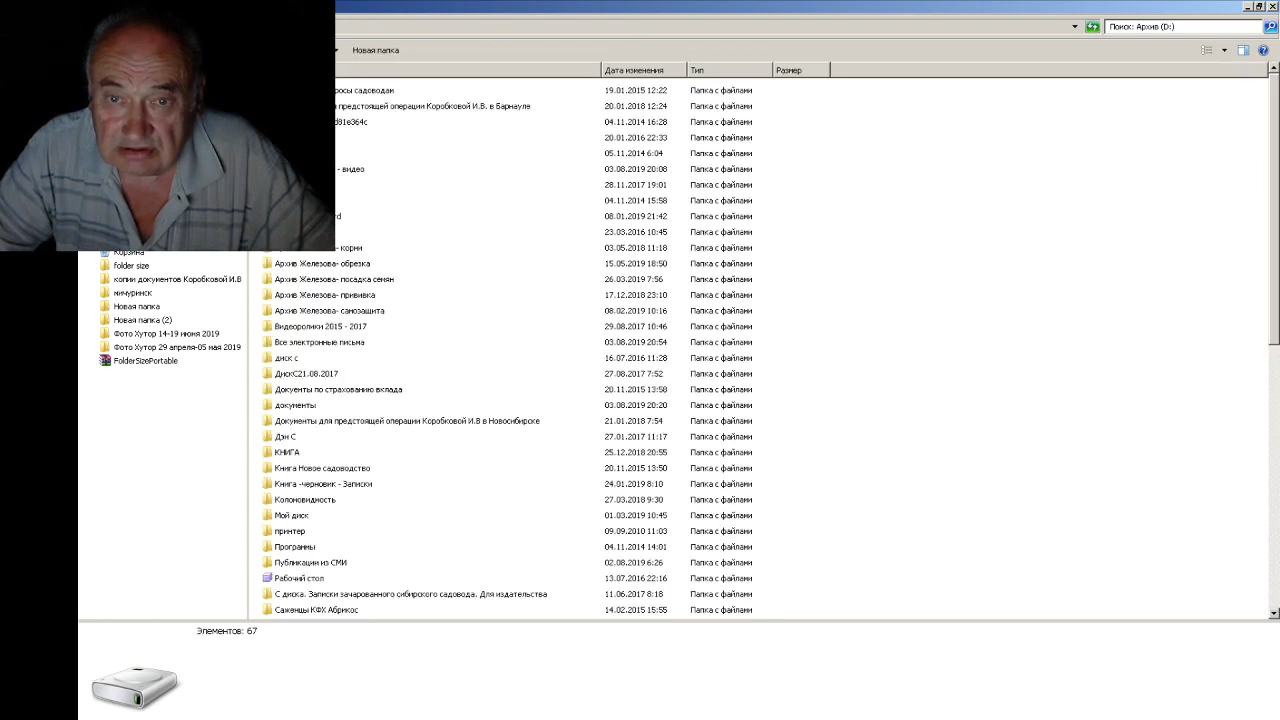 Поиск: Архив (D:)
Новая папка
Дата изменения Тип Размер
росы садоводам 19.01.2015 12:22 Папка с файлами
предстоящей операции Коробковой И.В. в Барнауле 20.01.2018 12:24 Папка с файлами
d81e364c 04.11.2014 16:28 Папка с файлами
20.01.2016 22:33 Папка с файлами
05.11.2014 6:04 Папка с файлами
- видео 03.08.2019 20:08 Папка с файлами
28.11.2017 19:01 Папка с файлами
04.11.2014 15:58 Папка с файлами
rd 08.01.2019 21:42 Папка с файлами
23.03.2016 10:45 Папка с файлами
- корни 03.05.2018 11:18 Папка с файлами
Архив Железова- обрезка 15.05.2019 18:50 Папка с файлами
Архив Железова- посадка семян 26.03.2019 7:56 Папка с файлами
Архив Железова- прививка 17.12.2018 23:10 Папка с файлами
Архив Железова- самозащита 08.02.2019 10:16 Папка с файлами
Видеоролики 2015 - 2017 29.08.2017 10:46 Папка с файлами
Все электронные письма 03.08.2019 20:54 Папка с файлами
диск с 16.07.2016 11:28 Папка с файлами
ДискС21.08.2017 27.08.2017 7:52 Папка с файлами
Докуенты по страхованию вклада 20.11.2015 13:58 Папка с файлами
документы 03.08.2019 20:20 Папка с файлами
Документы для предстоящей операции Коробковой И.В в Новосибирске 21.01.2018 7:54 Папка с файлами
Дэн С 27.01.2017 11:17 Папка с файлами
КНИГА 25.12.2018 20:55 Папка с файлами
Книга Новое садоводство 20.11.2015 13:50 Папка с файлами
Книга -черновик - Записки 24.01.2019 8:10 Папка с файлами
Колоновидность 27.03.2018 9:30 Папка с файлами
Мой диск 01.03.2019 10:45 Папка с файлами
принтер 09.09.2010 11:03 Папка с файлами
Программы 04.11.2014 14:01 Папка с файлами
Публикации из СМИ 02.08.2019 6:26 Папка с файлами
Рабочий стол 13.07.2016 22:16 Папка с файлами
С диска. Записки зачарованного сибирского садовода. Для издательства 11.06.2017 8:18 Папка с файлами
Саженцы КФХ Абрикос 14.02.2015 15:55 Папка с файлами
Корзина
folder size
копии документов Коробковой И.В
мичуринск
Новая папка
Новая папка (2)
Фото Хутор 14-19 июня 2019
Фото Хутор 29 апреля-05 мая 2019
FolderSizePortable
Элементов: 67